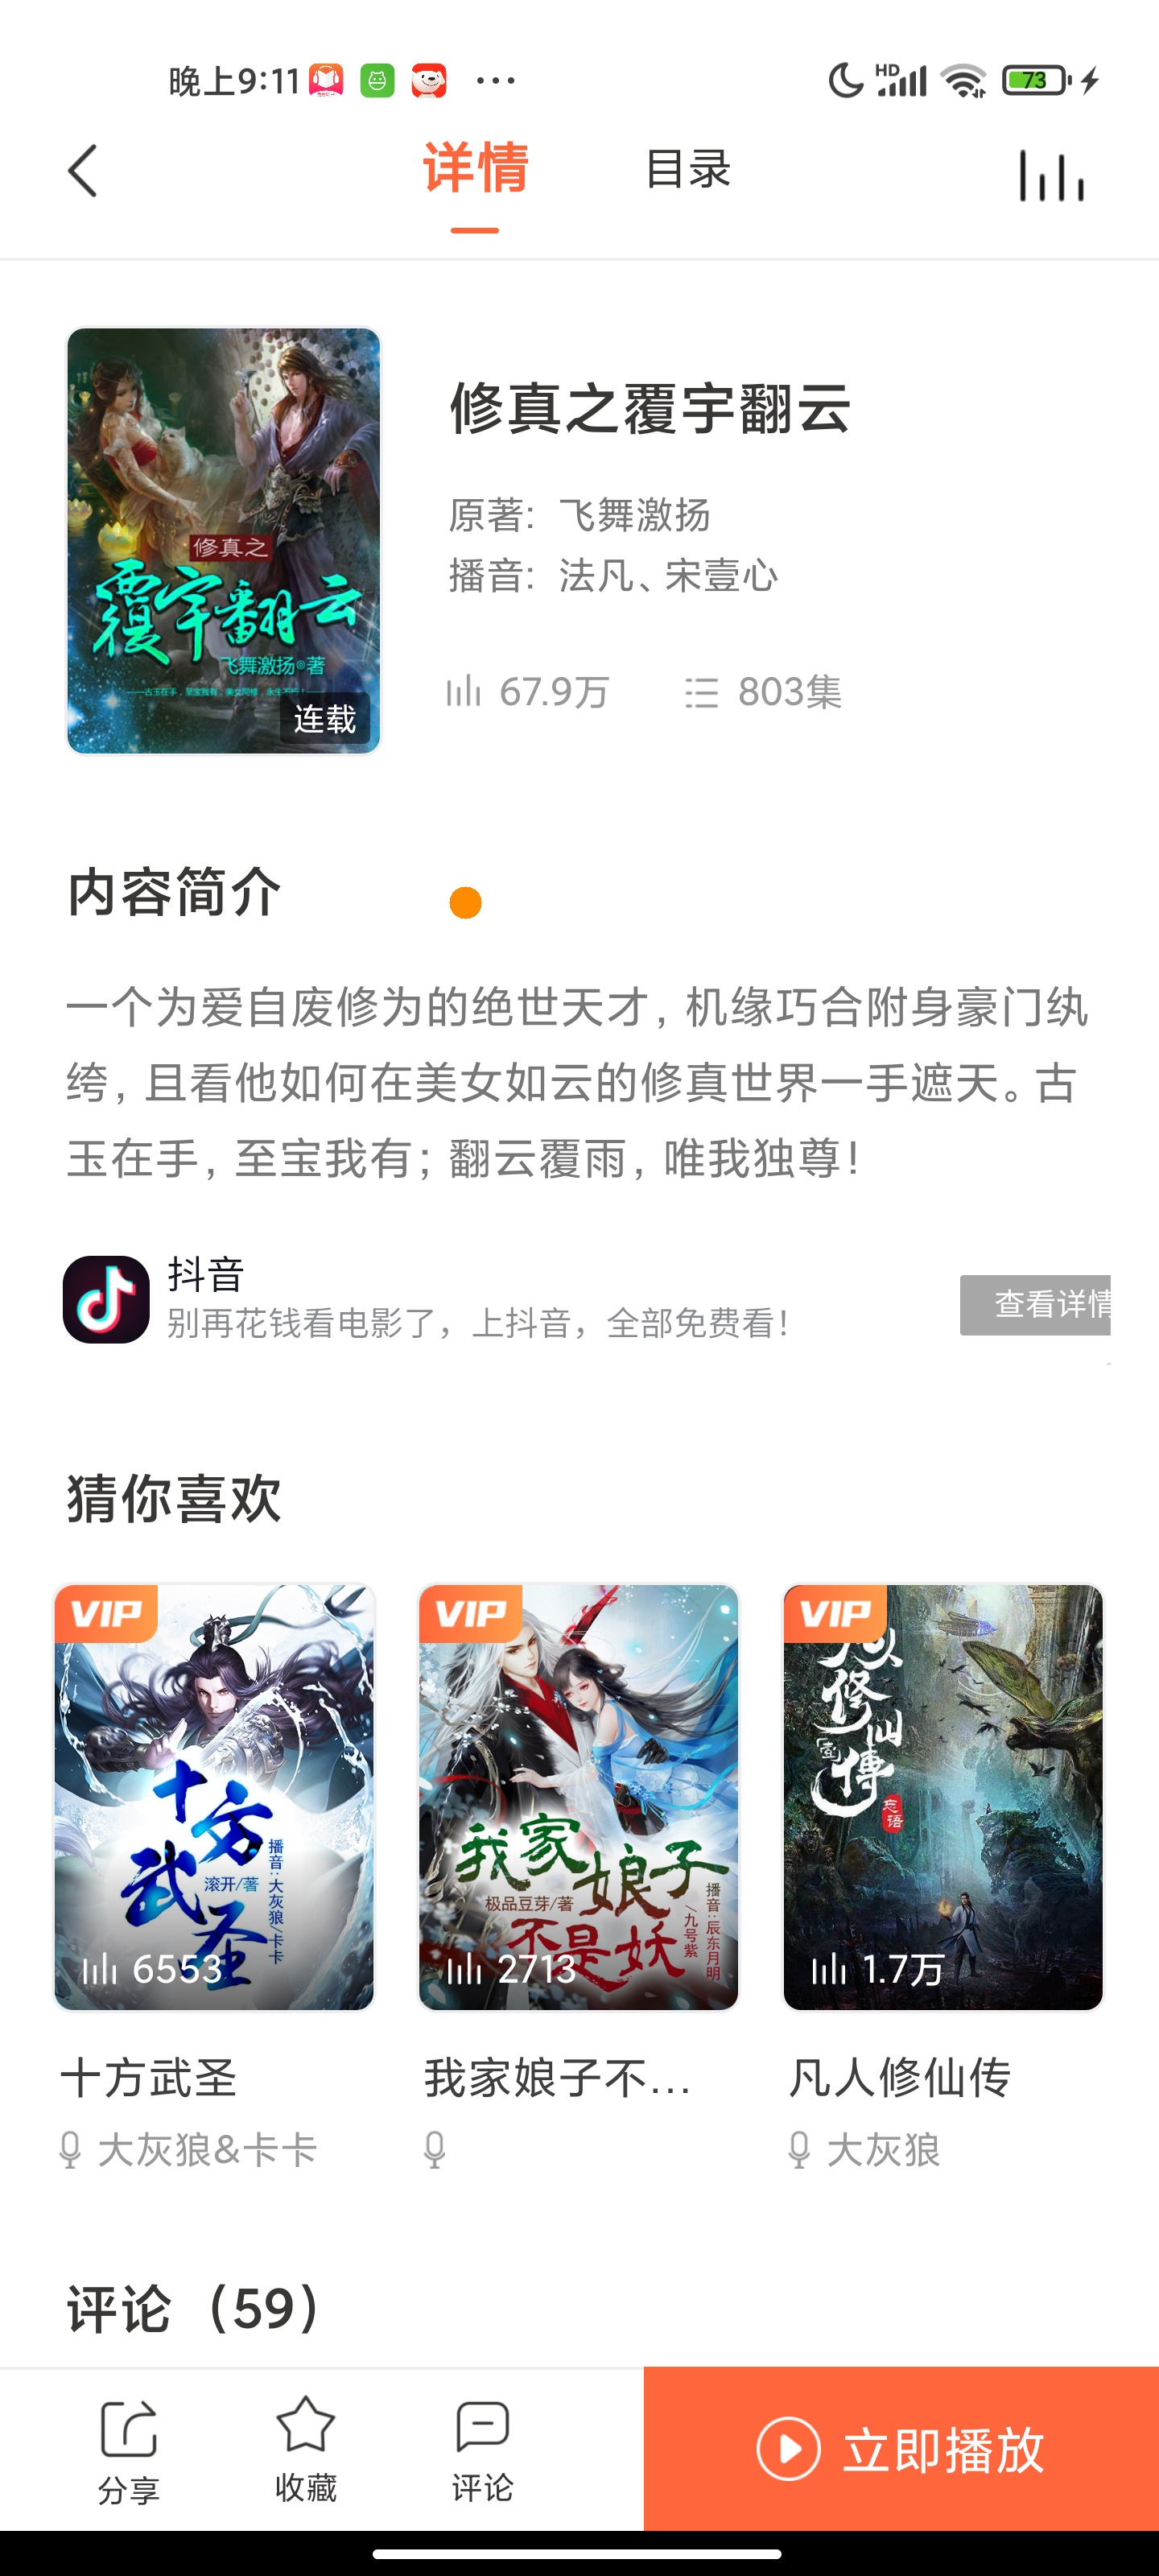 晚上9:11
HD
73
详情
目录
修真之
覆宇翻云
飞舞激扬◎著
连载
修真之覆宇翻云
原著: 飞舞激扬
播音: 法凡、宋壹心
67.9万
803集
内容简介
一个为爱自废修为的绝世天才, 机缘巧合附身豪门纨
绔, 且看他如何在美女如云的修真世界一手遮天。古
玉在手, 至宝我有; 翻云覆雨, 唯我独尊!
抖音
别再花钱看电影了, 上抖音, 全部免费看!
查看详情
猜你喜欢
VIP
十方武圣
滚开/著
播音:大灰狼/卡卡
6553
VIP
我家娘子不是妖
极品豆芽/著
播音:辰东月明/九号紫
2713
VIP
人修仙傳
忘语
1.7万
十方武圣
我家娘子不...
凡人修仙传
大灰狼&卡卡
大灰狼
评论（59）
分享
收藏
评论
立即播放